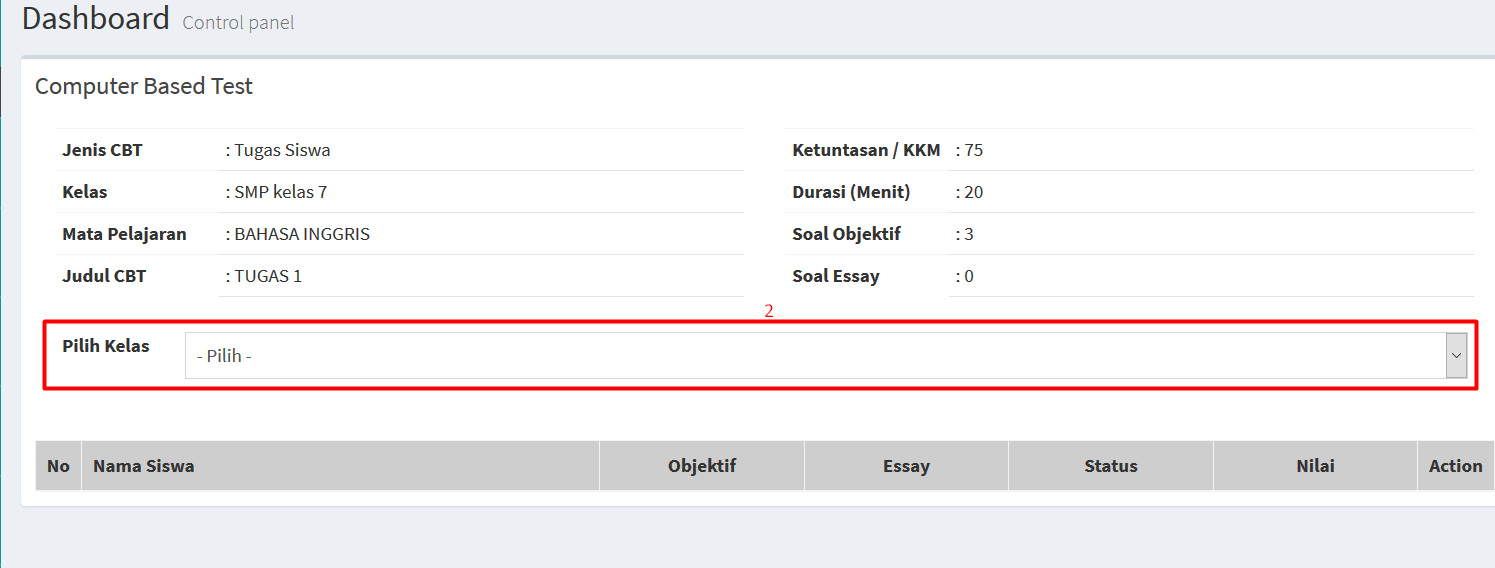 Dashboard Control panel
Computer Based Test
Jenis CBT : Tugas Siswa
Kelas : SMP kelas 7
Mata Pelajaran : BAHASA INGGRIS
Judul CBT : TUGAS 1
Ketuntasan / KKM : 75
Durasi (Menit) : 20
Soal Objektif : 3
Soal Essay : 0
2
Pilih Kelas - Pilih -
No Nama Siswa Objektif Essay Status Nilai Action